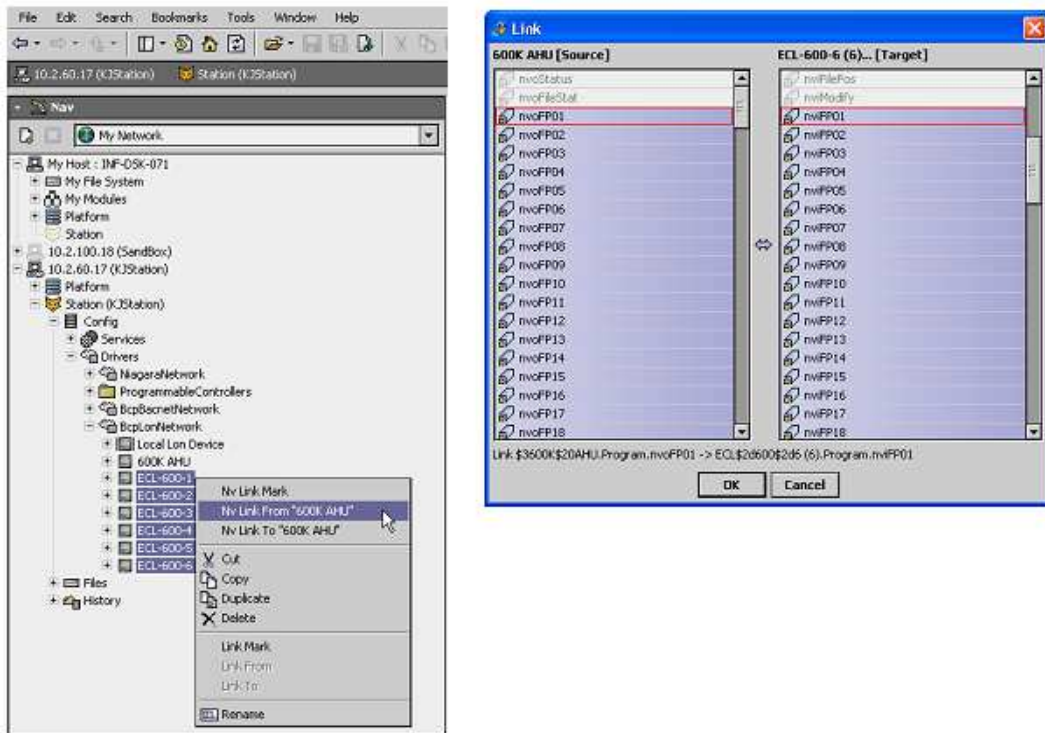 File Edit Search Bookmarks Tools Window Help
10.2.60.17 (KJStation) Station (KJStation)
Nav
My Network
My Host : INF-DSK-071
My File System
My Modules
Platform
Station
10.2.100.18 (SandBox)
10.2.60.17 (KJStation)
Platform
Station (KJStation)
Config
Services
Drivers
NiagaraNetwork
ProgrammableControllers
BcpBacnetNetwork
BcpLonNetwork
Local Lon Device
600K AHU
ECL-600-1
ECL-600-2
ECL-600-3
ECL-600-4
ECL-600-5
ECL-600-6
Files
History
Nv Link Mark
Nv Link From "600K AHU"
Nv Link To "600K AHU"
Cut
Copy
Duplicate
Delete
Link Mark
Link From
Link To
Rename
Link
600K AHU [Source]
nvoStatus
nvoFileStat
nvoFP01
nvoFP02
nvoFP03
nvoFP04
nvoFP05
nvoFP06
nvoFP07
nvoFP08
nvoFP09
nvoFP10
nvoFP11
nvoFP12
nvoFP13
nvoFP14
nvoFP15
nvoFP16
nvoFP17
nvoFP18
ECL-600-6 (6)... [Target]
nviFilePos
nviModify
nviFP01
nviFP02
nviFP03
nviFP04
nviFP05
nviFP06
nviFP07
nviFP08
nviFP09
nviFP10
nviFP11
nviFP12
nviFP13
nviFP14
nviFP15
nviFP16
nviFP17
nviFP18
Link $3600K$20AHU.Program.nvoFP01 -> ECL$2d600$2d6 (6).Program.nviFP01
OK Cancel